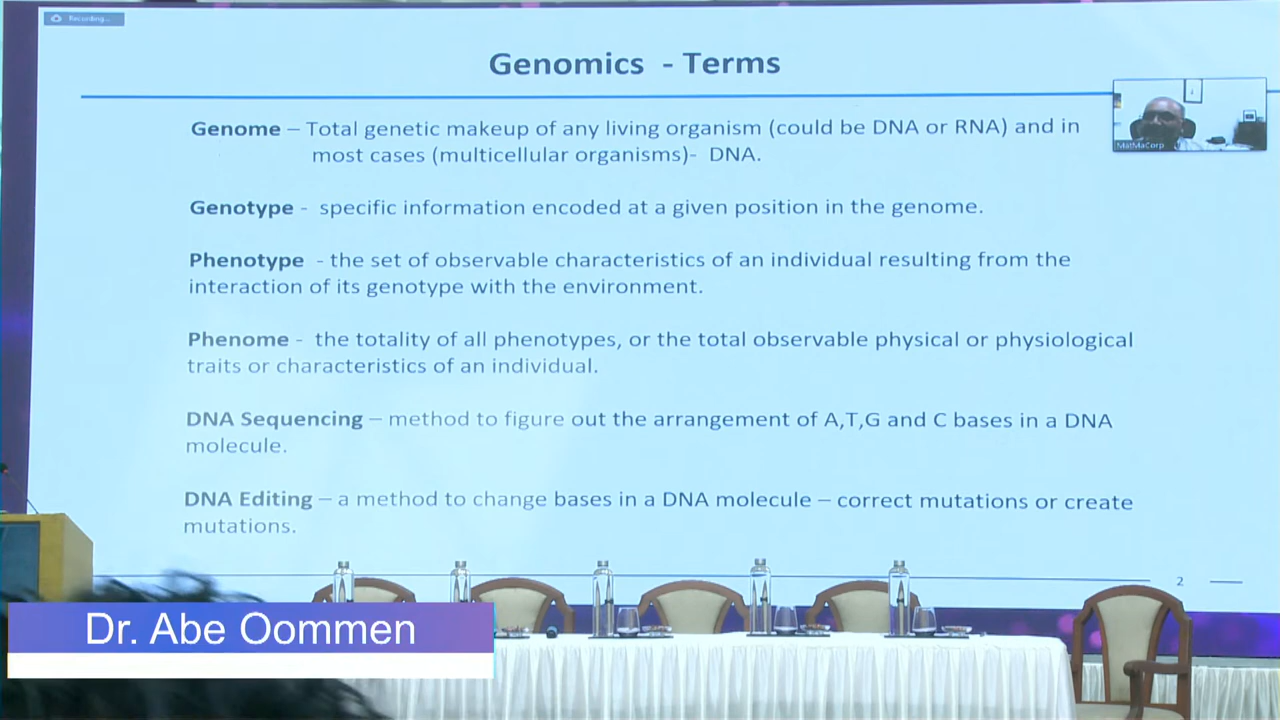 Recording...
Genomics - Terms
Genome – Total genetic makeup of any living organism (could be DNA or RNA) and in
most cases (multicellular organisms)- DNA.
MatMaCorp
Genotype - specific information encoded at a given position in the genome.
Phenotype - the set of observable characteristics of an individual resulting from the
interaction of its genotype with the environment.
Phenome - the totality of all phenotypes, or the total observable physical or physiological
traits or characteristics of an individual.
DNA Sequencing – method to figure out the arrangement of A,T,G and C bases in a DNA
molecule.
DNA Editing – a method to change bases in a DNA molecule – correct mutations or create
mutations.
2
Dr. Abe Oommen